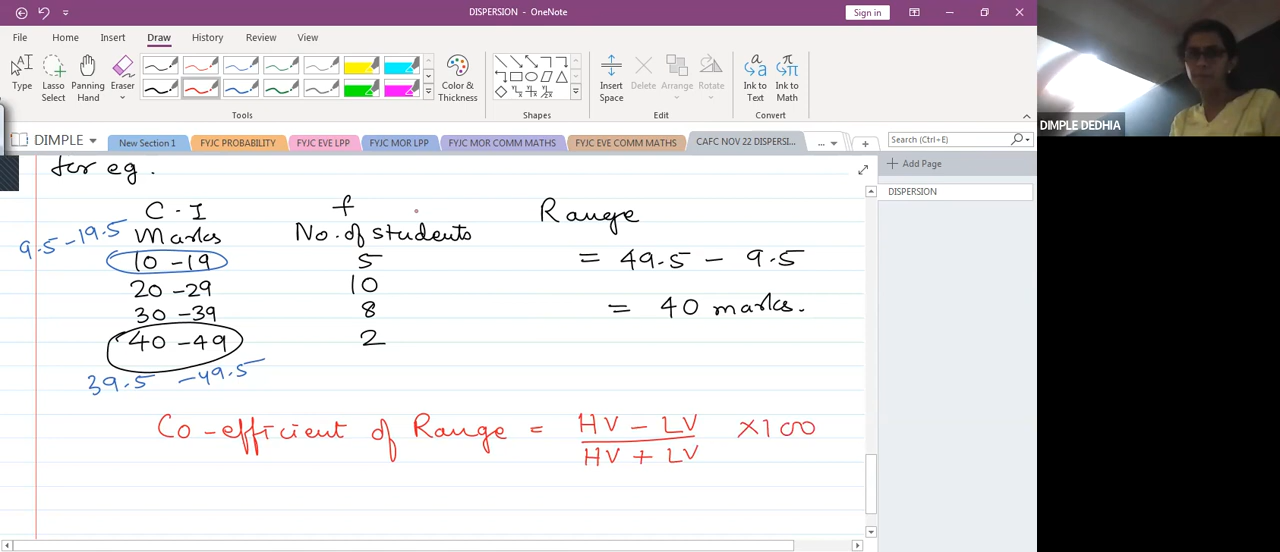 DISPERSION - OneNote
Sign in
File Home Insert Draw History Review View
Type Lasso Select Panning Hand Eraser Color & Thickness Insert Space Delete Arrange Rotate Ink to Text Ink to Math
Tools Shapes Edit Convert
DIMPLE New Section 1 FYJC PROBABILITY FYJC EVE LPP FYJC MOR LPP FYJC MOR COMM MATHS FYJC EVE COMM MATHS CAFC NOV 22 DISPERSI... ... + Search (Ctrl+E)
DIMPLE DEDHIA
+ Add Page
DISPERSION
for eg.
C-I f Range
9.5-19.5 Marks No. of students
10-19 5 = 49.5 - 9.5
20-29 10
30-39 8 = 40 marks.
40-49 2
39.5 -49.5
Co-efficient of Range = HV - LV ×100
HV + LV